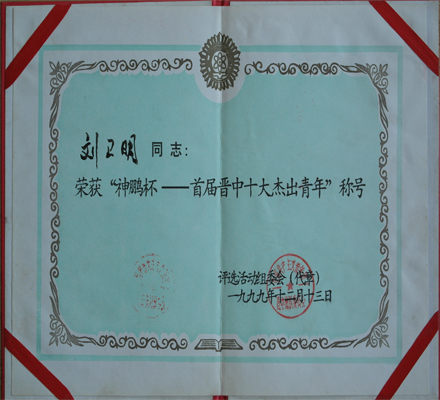 刘卫明 同志：
荣获“神鹏杯——首届晋中十大杰出青年”称号
评选活动组委会（代章）
一九九九年十二月十三日